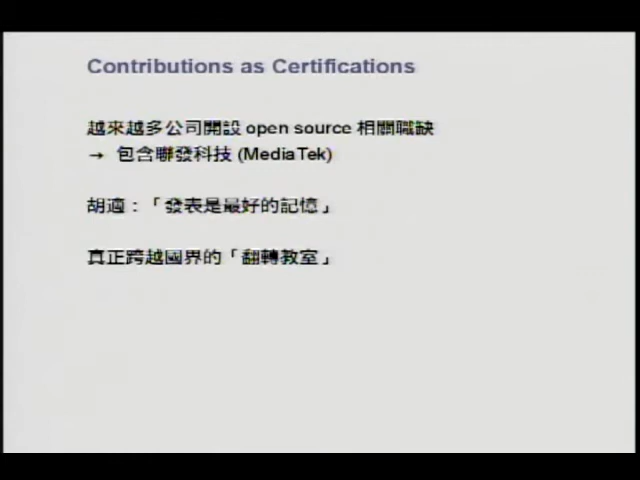 Contributions as Certifications
越來越多公司開設 open source 相關職缺
→ 包含聯發科技 (MediaTek)
胡適：「發表是最好的記憶」
真正跨越國界的「翻轉教室」